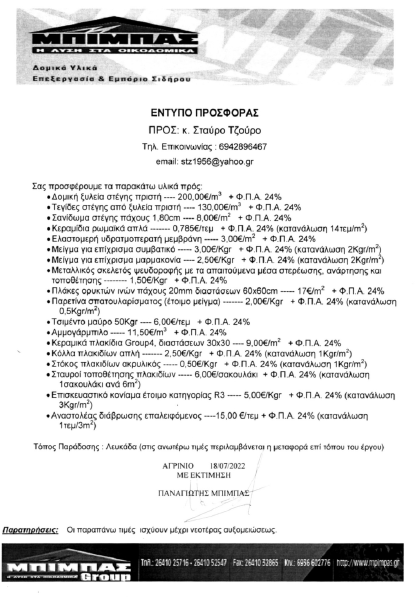 ΜΠΙΜΠΑΣ
Η ΛΥΣΗ ΣΤΑ ΟΙΚΟΔΟΜΙΚΑ
Δομικά Υλικά
Επεξεργασία & Εμπόριο Σιδήρου
ΕΝΤΥΠΟ ΠΡΟΣΦΟΡΑΣ
ΠΡΟΣ: κ. Σταύρο Τζούρο
Τηλ. Επικοινωνίας : 6942896467
email: stz1956@yahoo.gr
Σας προσφέρουμε τα παρακάτω υλικά πρός:
• Δομική ξυλεία στέγης πριστή ---- 200,00€/m³ + Φ.Π.Α. 24%
• Τεγίδες στέγης από ξυλεία πριστή ---- 130,00€/m³ + Φ.Π.Α. 24%
• Σανίδωμα στέγης πάχους 1,80cm ---- 8,00€/m² + Φ.Π.Α. 24%
• Κεραμίδια ρωμαϊκά απλά ------- 0,785€/τεμ + Φ.Π.Α. 24% (κατανάλωση 14τεμ/m²)
• Ελαστομερή υδρατμοπερατή μεμβράνη ----- 3,00€/m² + Φ.Π.Α. 24%
• Μείγμα για επίχρισμα συμβατικό ---- 3,00€/Kgr + Φ.Π.Α. 24% (κατανάλωση 2Kgr/m²)
• Μείγμα για επίχρισμα μαρμακονία ---- 2,50€/Kgr + Φ.Π.Α. 24% (κατανάλωση 2Kgr/m²)
• Μεταλλικός σκελετός ψευδοροφής με τα απαιτούμενα μέσα στερέωσης, ανάρτησης και
τοποθέτησης -------- 1,50€/Kgr + Φ.Π.Α. 24%
• Πλάκες ορυκτών ινών πάχους 20mm διαστάσεων 60x60cm ----- 17€/m² + Φ.Π.Α. 24%
• Παρετίνα σπατουλαρίσματος (έτοιμο μείγμα) ------- 2,00€/Kgr + Φ.Π.Α. 24% (κατανάλωση
0,5Kgr/m²)
• Τσιμέντο μαύρο 50Kgr ---- 6,00€/τεμ + Φ.Π.Α. 24%
• Αμμογάρμπιλο ------ 11,50€/m³ + Φ.Π.Α. 24%
• Κεραμικά πλακίδια Group4, διαστάσεων 30x30 ---- 9,00€/m² + Φ.Π.Α. 24%
• Κόλλα πλακιδίων απλή ------- 2,50€/Kgr + Φ.Π.Α. 24% (κατανάλωση 1Kgr/m²)
• Στόκος πλακιδίων ακρυλικός ----- 0,50€/Kgr + Φ.Π.Α. 24% (κατανάλωση 1Kgr/m²)
• Σταυροί τοποθέτησης πλακιδίων ---- 6,00€/σακουλάκι + Φ.Π.Α. 24% (κατανάλωση
1σακουλάκι ανά 6m²)
• Επισκευαστικό κονίαμα έτοιμο κατηγορίας R3 ---- 5,00€/Kgr + Φ.Π.Α. 24% (κατανάλωση
3Kgr/m²)
• Αναστολέας διάβρωσης επαλειφόμενος ----15,00 €/τεμ + Φ.Π.Α. 24% (κατανάλωση
1τεμ/3m²)
Τόπος Παράδοσης : Λευκάδα (στις ανωτέρω τιμές περιλαμβάνεται η μεταφορά επί τόπου του έργου)
ΑΓΡΙΝΙΟ 18/07/2022
ΜΕ ΕΚΤΙΜΗΣΗ
ΠΑΝΑΓΙΩΤΗΣ ΜΠΙΜΠΑΣ
Παρατηρήσεις: Οι παραπάνω τιμές ισχύουν μέχρι νεοτέρας αυξομειώσεως.
ΜΠΙΜΠΑΣ
Group
Τηλ.: 26410 25716 - 26410 52547 Fax: 26410 32865 Κιν.: 6936 602776 http://www.mpimpas.gr